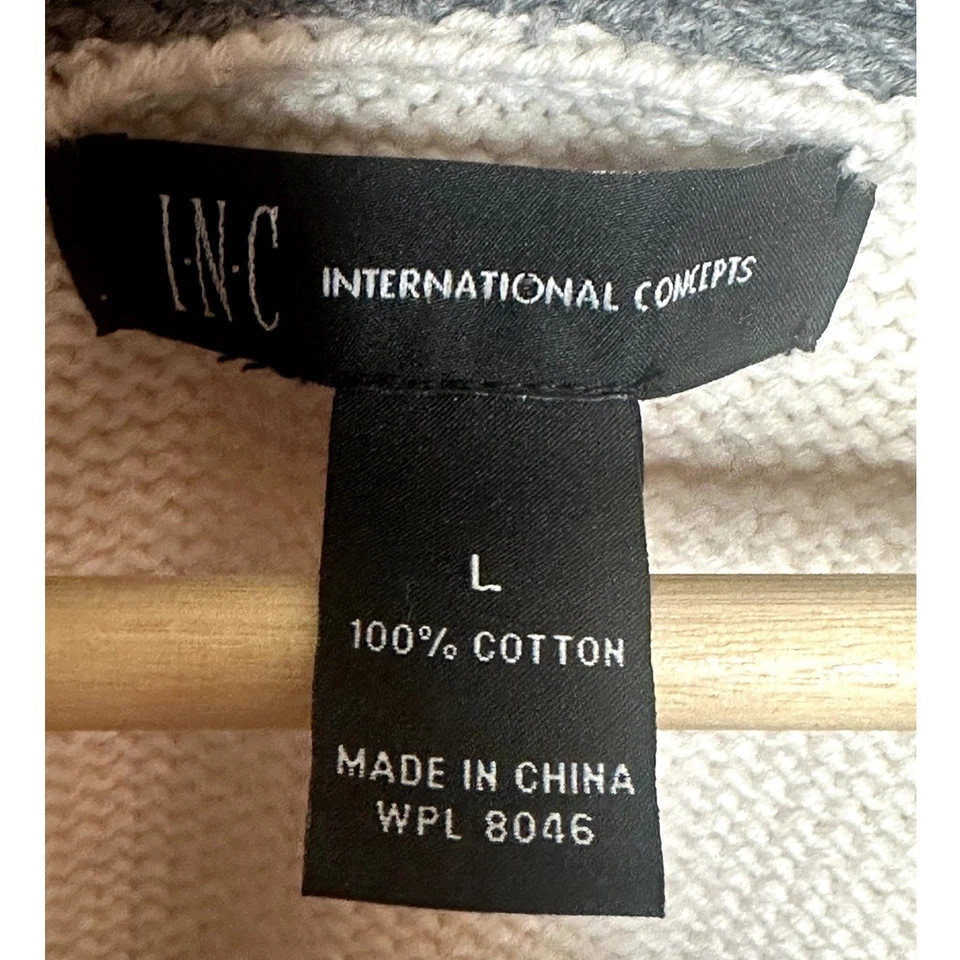 I·N·C INTERNATIONAL CONCEPTS
L
100% COTTON
MADE IN CHINA
WPL 8046